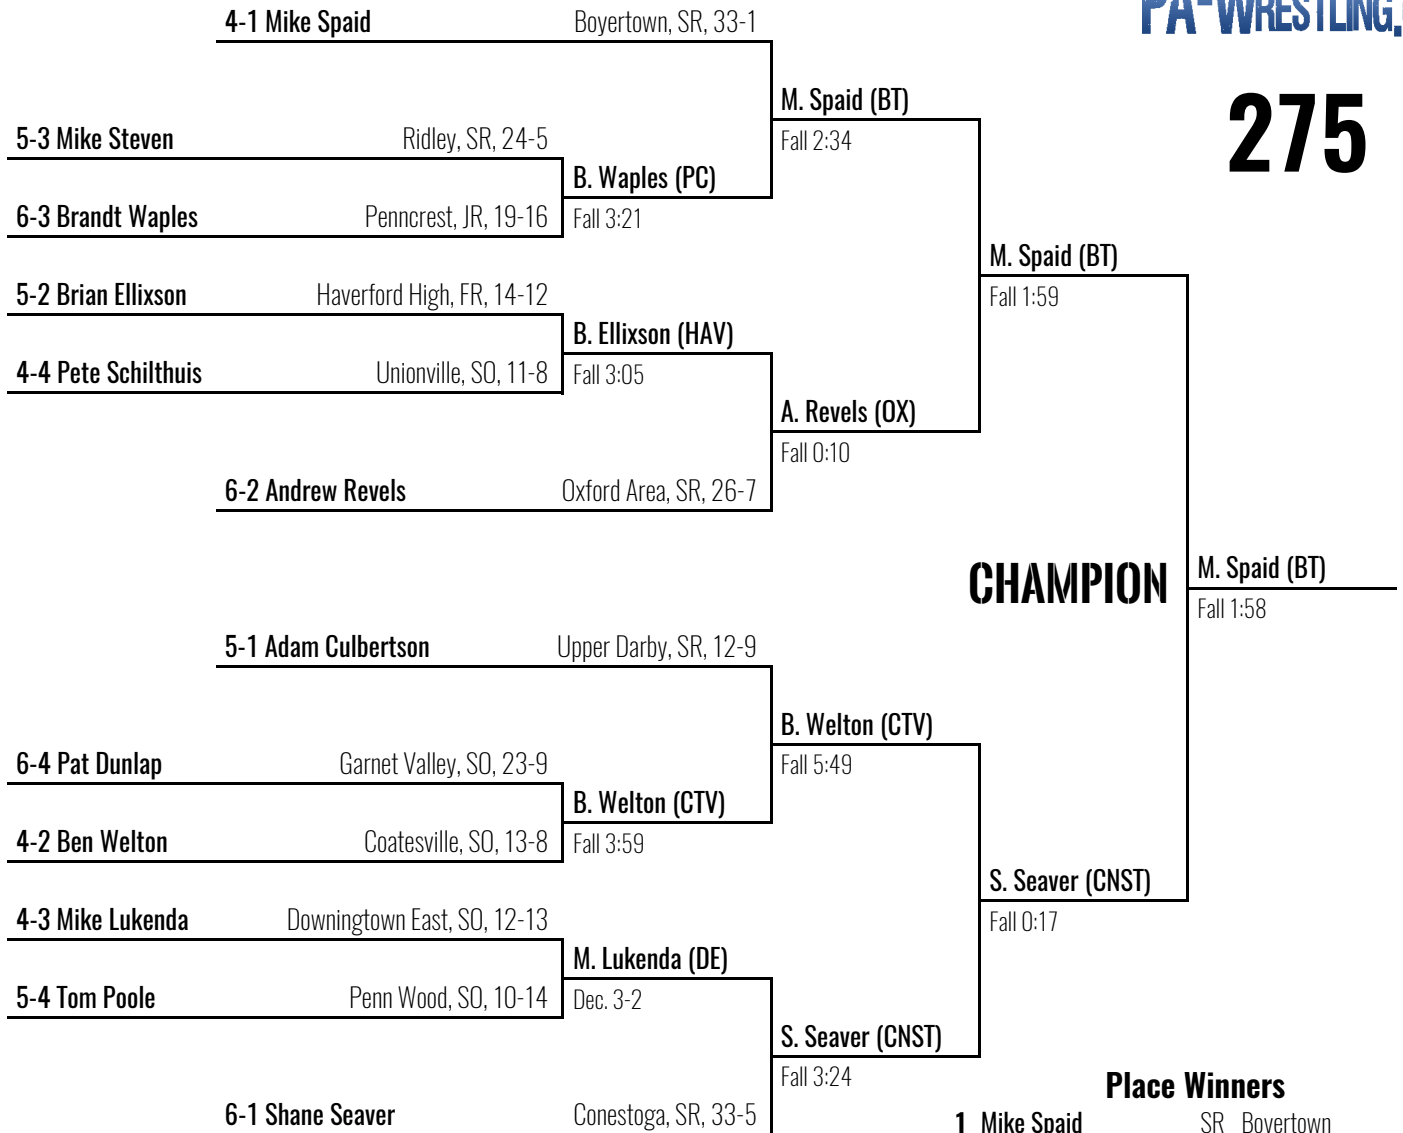 PA-WRESTLING.
275
4-1 Mike Spaid Boyertown, SR, 33-1
M. Spaid (BT)
Fall 2:34
5-3 Mike Steven Ridley, SR, 24-5
B. Waples (PC)
6-3 Brandt Waples Penncrest, JR, 19-16
Fall 3:21
M. Spaid (BT)
Fall 1:59
5-2 Brian Ellixson Haverford High, FR, 14-12
B. Ellixson (HAV)
4-4 Pete Schilthuis Unionville, SO, 11-8
Fall 3:05
A. Revels (OX)
Fall 0:10
6-2 Andrew Revels Oxford Area, SR, 26-7
CHAMPION
M. Spaid (BT)
Fall 1:58
5-1 Adam Culbertson Upper Darby, SR, 12-9
B. Welton (CTV)
Fall 5:49
6-4 Pat Dunlap Garnet Valley, SO, 23-9
B. Welton (CTV)
4-2 Ben Welton Coatesville, SO, 13-8
Fall 3:59
S. Seaver (CNST)
Fall 0:17
4-3 Mike Lukenda Downingtown East, SO, 12-13
M. Lukenda (DE)
5-4 Tom Poole Penn Wood, SO, 10-14
Dec. 3-2
S. Seaver (CNST)
Fall 3:24
6-1 Shane Seaver Conestoga, SR, 33-5
Place Winners
1 Mike Spaid SR Boyertown